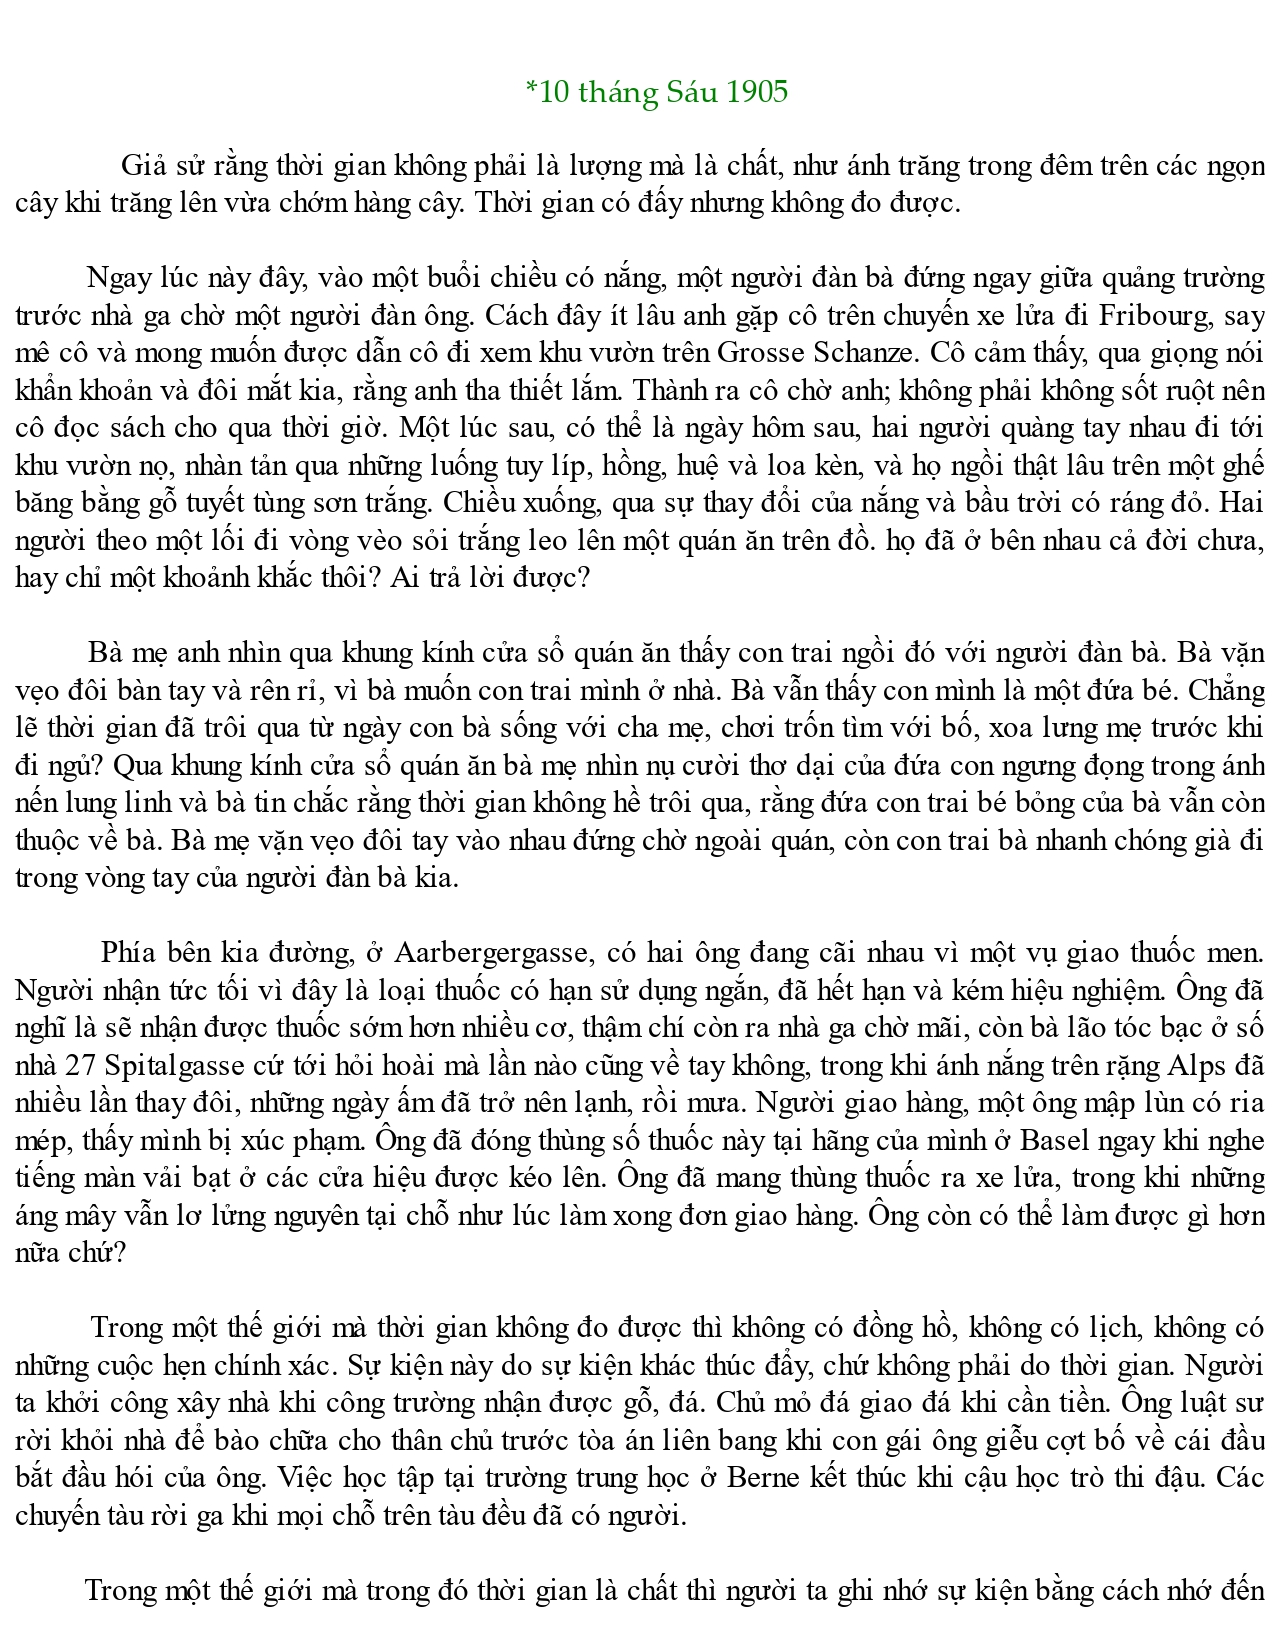 *10 tháng Sáu 1905
Giả sử rằng thời gian không phải là lượng mà là chất, như ánh trăng trong đêm trên các ngọn
cây khi trăng lên vừa chớm hàng cây. Thời gian có đấy nhưng không đo được.
Ngay lúc này đây, vào một buổi chiều có nắng, một người đàn bà đứng ngay giữa quảng trường
trước nhà ga chờ một người đàn ông. Cách đây ít lâu anh gặp cô trên chuyến xe lửa đi Fribourg, say
mê cô và mong muốn được dẫn cô đi xem khu vườn trên Grosse Schanze. Cô cảm thấy, qua giọng nói
khẩn khoản và đôi mắt kia, rằng anh tha thiết lắm. Thành ra cô chờ anh; không phải không sốt ruột nên
cô đọc sách cho qua thời giờ. Một lúc sau, có thể là ngày hôm sau, hai người quàng tay nhau đi tới
khu vườn nọ, nhàn tản qua những luống tuy líp, hồng, huệ và loa kèn, và họ ngồi thật lâu trên một ghế
băng bằng gỗ tuyết tùng sơn trắng. Chiều xuống, qua sự thay đổi của nắng và bầu trời có ráng đỏ. Hai
người theo một lối đi vòng vèo sỏi trắng leo lên một quán ăn trên đồ. họ đã ở bên nhau cả đời chưa,
hay chỉ một khoảnh khắc thôi? Ai trả lời được?
Bà mẹ anh nhìn qua khung kính cửa sổ quán ăn thấy con trai ngồi đó với người đàn bà. Bà vặn
vẹo đôi bàn tay và rên rỉ, vì bà muốn con trai mình ở nhà. Bà vẫn thấy con mình là một đứa bé. Chẳng
lẽ thời gian đã trôi qua từ ngày con bà sống với cha mẹ, chơi trốn tìm với bố, xoa lưng mẹ trước khi
đi ngủ? Qua khung kính cửa sổ quán ăn bà mẹ nhìn nụ cười thơ dại của đứa con ngưng đọng trong ánh
nến lung linh và bà tin chắc rằng thời gian không hề trôi qua, rằng đứa con trai bé bỏng của bà vẫn còn
thuộc về bà. Bà mẹ vặn vẹo đôi tay vào nhau đứng chờ ngoài quán, còn con trai bà nhanh chóng già đi
trong vòng tay của người đàn bà kia.
Phía bên kia đường, ở Aarbergergasse, có hai ông đang cãi nhau vì một vụ giao thuốc men.
Người nhận tức tối vì đây là loại thuốc có hạn sử dụng ngắn, đã hết hạn và kém hiệu nghiệm. Ông đã
nghĩ là sẽ nhận được thuốc sớm hơn nhiều cơ, thậm chí còn ra nhà ga chờ mãi, còn bà lão tóc bạc ở số
nhà 27 Spitalgasse cứ tới hỏi hoài mà lần nào cũng về tay không, trong khi ánh nắng trên rặng Alps đã
nhiều lần thay đôi, những ngày ấm đã trở nên lạnh, rồi mưa. Người giao hàng, một ông mập lùn có ria
mép, thấy mình bị xúc phạm. Ông đã đóng thùng số thuốc này tại hãng của mình ở Basel ngay khi nghe
tiếng màn vải bạt ở các cửa hiệu được kéo lên. Ông đã mang thùng thuốc ra xe lửa, trong khi những
áng mây vẫn lơ lửng nguyên tại chỗ như lúc làm xong đơn giao hàng. Ông còn có thể làm được gì hơn
nữa chứ?
Trong một thế giới mà thời gian không đo được thì không có đồng hồ, không có lịch, không có
những cuộc hẹn chính xác. Sự kiện này do sự kiện khác thúc đẩy, chứ không phải do thời gian. Người
ta khởi công xây nhà khi công trường nhận được gỗ, đá. Chủ mỏ đá giao đá khi cần tiền. Ông luật sư
rời khỏi nhà để bào chữa cho thân chủ trước tòa án liên bang khi con gái ông giễu cợt bố về cái đầu
bắt đầu hói của ông. Việc học tập tại trường trung học ở Berne kết thúc khi cậu học trò thi đậu. Các
chuyến tàu rời ga khi mọi chỗ trên tàu đều đã có người.
Trong một thế giới mà trong đó thời gian là chất thì người ta ghi nhớ sự kiện bằng cách nhớ đến